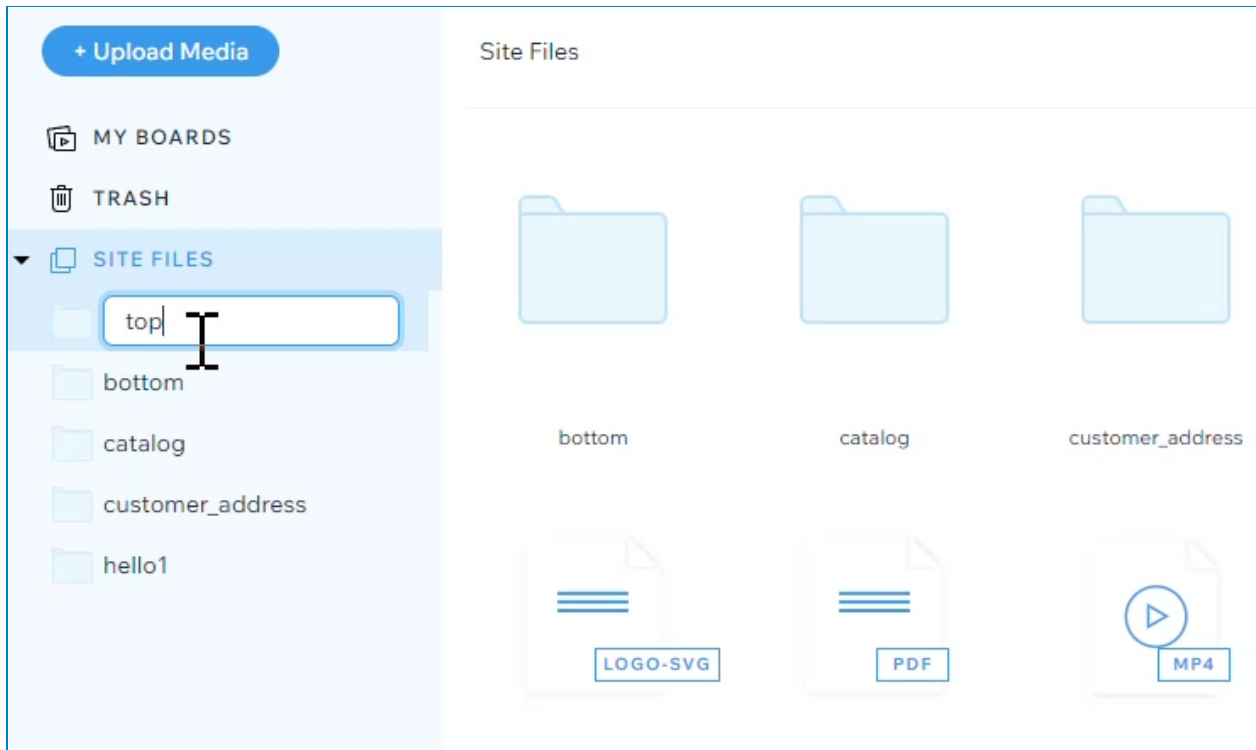 + Upload Media
MY BOARDS
TRASH
SITE FILES
top
bottom
catalog
customer_address
hello1
Site Files
bottom
catalog
customer_address
LOGO-SVG
PDF
MP4